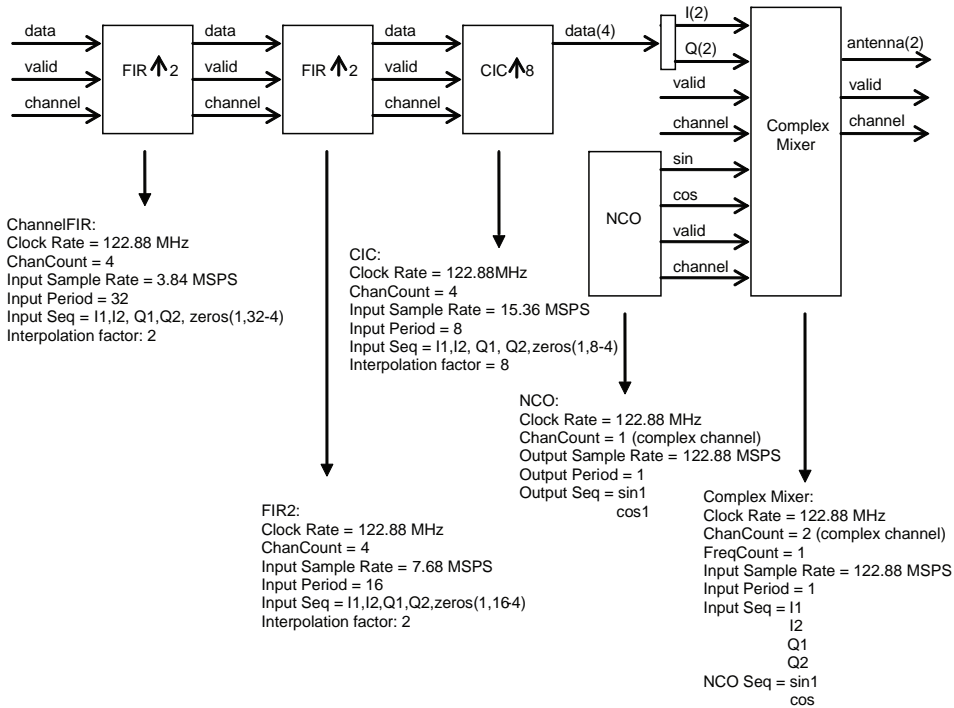 data
valid
channel
FIR ↑ 2
data
valid
channel
FIR ↑ 2
data
valid
channel
CIC ↑ 8
data(4)
I(2)
Q(2)
valid
channel
sin
cos
valid
channel
NCO
Complex
Mixer
antenna(2)
valid
channel
ChannelFIR:
Clock Rate = 122.88 MHz
ChanCount = 4
Input Sample Rate = 3.84 MSPS
Input Period = 32
Input Seq = I1,I2, Q1,Q2, zeros(1,32-4)
Interpolation factor: 2
CIC:
Clock Rate = 122.88MHz
ChanCount = 4
Input Sample Rate = 15.36 MSPS
Input Period = 8
Input Seq = I1,I2, Q1, Q2,zeros(1,8-4)
Interpolation factor = 8
FIR2:
Clock Rate = 122.88 MHz
ChanCount = 4
Input Sample Rate = 7.68 MSPS
Input Period = 16
Input Seq = I1,I2,Q1,Q2,zeros(1,16-4)
Interpolation factor: 2
NCO:
Clock Rate = 122.88 MHz
ChanCount = 1 (complex channel)
Output Sample Rate = 122.88 MSPS
Output Period = 1
Output Seq = sin1
cos1
Complex Mixer:
Clock Rate = 122.88 MHz
ChanCount = 2 (complex channel)
FreqCount = 1
Input Sample Rate = 122.88 MSPS
Input Period = 1
Input Seq = I1
I2
Q1
Q2
NCO Seq = sin1
cos